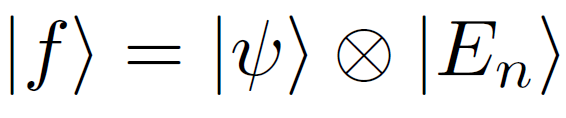 |f⟩ = |ψ⟩ ⊗ |Eₙ⟩